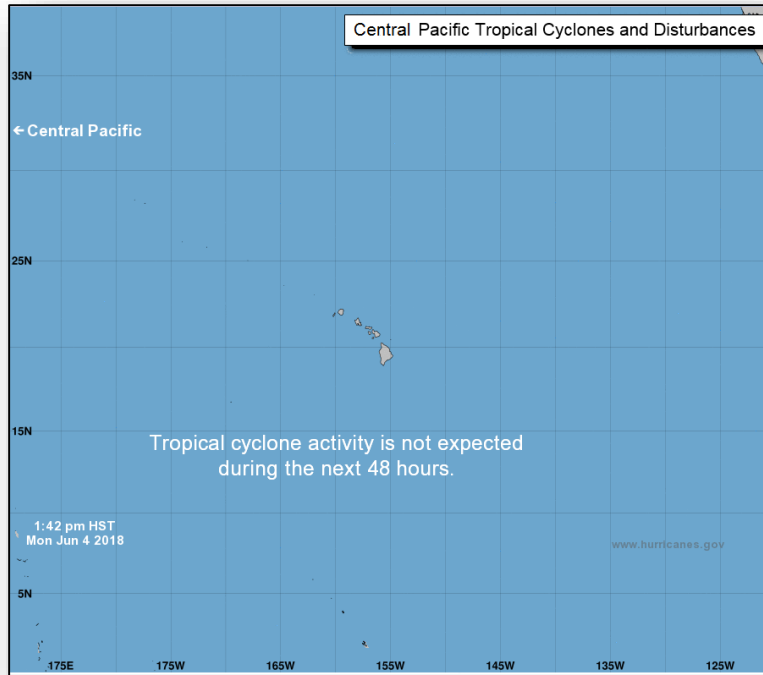 Central Pacific Tropical Cyclones and Disturbances
35N
←Central Pacific
25N
15N
Tropical cyclone activity is not expected
during the next 48 hours.
1:42 pm HST
Mon Jun 4 2018
www.hurricanes.gov
5N
175E 175W 165W 155W 145W 135W 125W